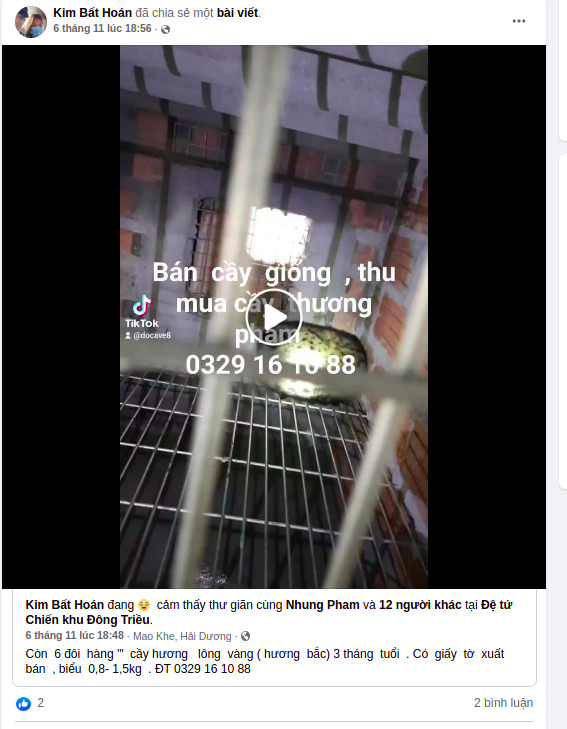 Kim Bất Hoán đã chia sẻ một bài viết.
6 tháng 11 lúc 18:56 ·
Bán cầy giống , thu
mua cầy thương
phẩm
0329 16 10 88
TikTok
@docave8
Kim Bất Hoán đang 😌 cảm thấy thư giãn cùng Nhung Pham và 12 người khác tại Đệ tứ
Chiến khu Đông Triều.
6 tháng 11 lúc 18:48 · Mao Khe, Hải Dương ·
Còn 6 đôi hàng "' cầy hương lông vàng ( hương bắc) 3 tháng tuổi . Có giấy tờ xuất
bán , biểu 0,8- 1,5kg . ĐT 0329 16 10 88
2
2 bình luận